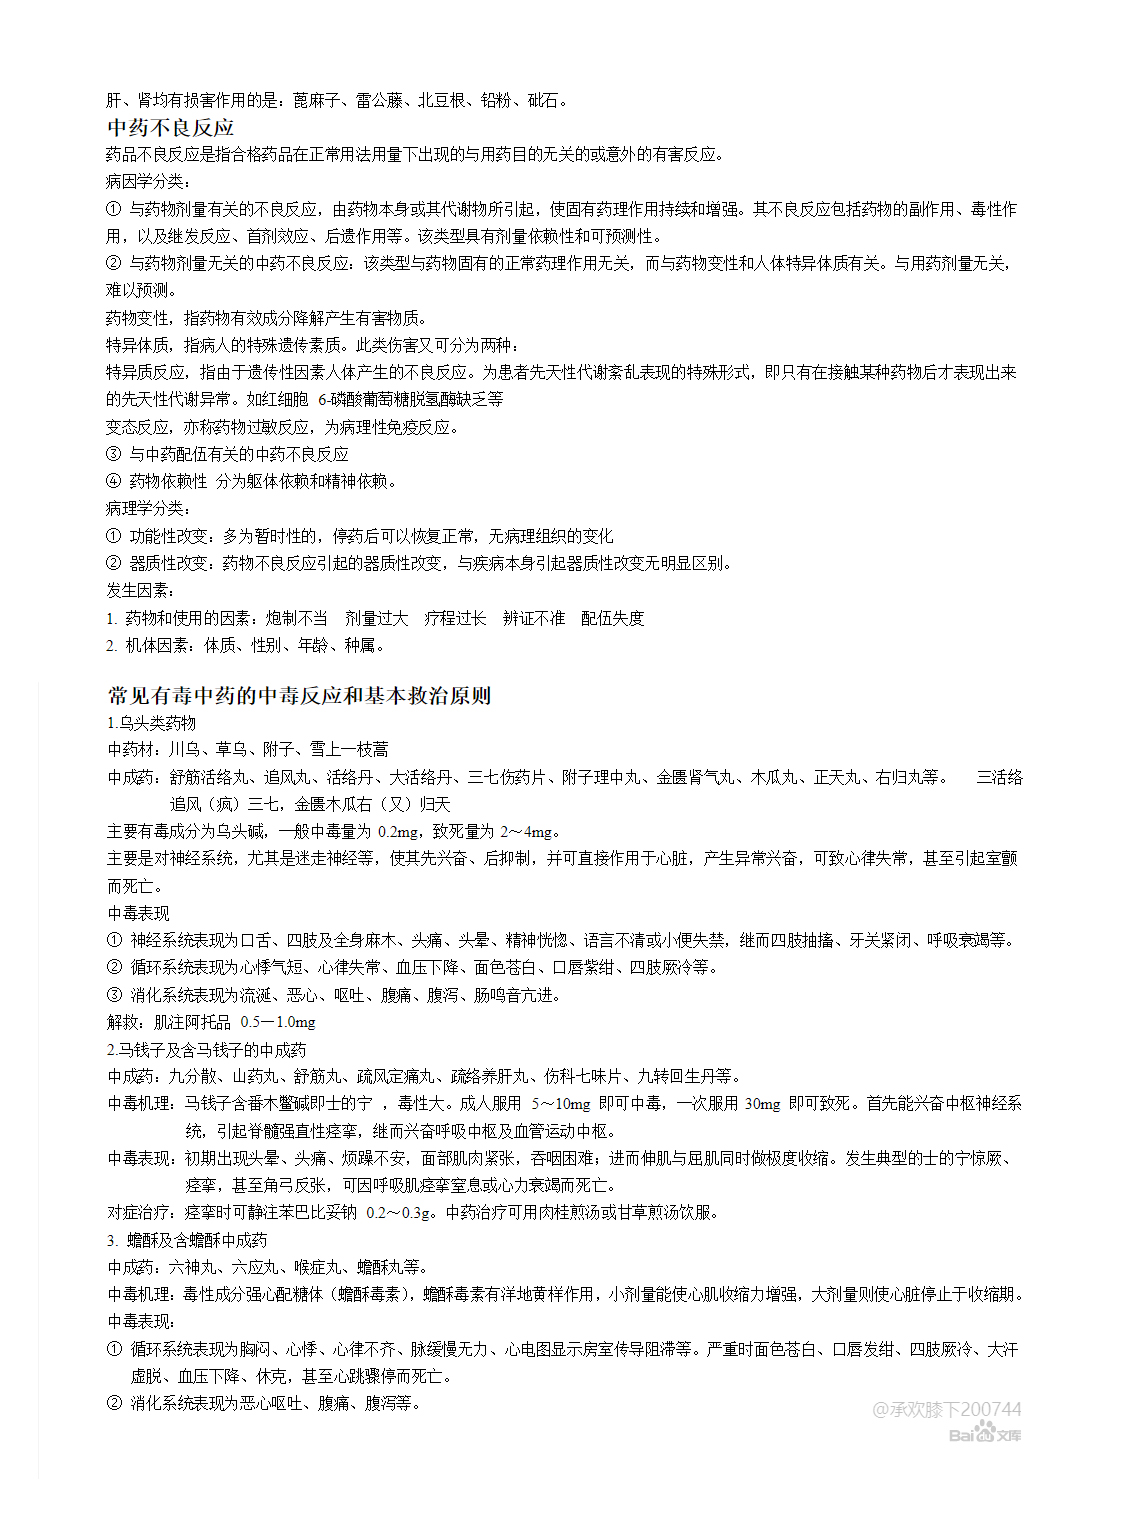 肝、肾均有损害作用的是：蓖麻子、雷公藤、北豆根、铅粉、砒石。
中药不良反应
药品不良反应是指合格药品在正常用法用量下出现的与用药目的无关的或意外的有害反应。
病因学分类：
① 与药物剂量有关的不良反应，由药物本身或其代谢物所引起，使固有药理作用持续和增强。其不良反应包括药物的副作用、毒性作
用，以及继发反应、首剂效应、后遗作用等。该类型具有剂量依赖性和可预测性。
② 与药物剂量无关的中药不良反应：该类型与药物固有的正常药理作用无关，而与药物变性和人体特异体质有关。与用药剂量无关，
难以预测。
药物变性，指药物有效成分降解产生有害物质。
特异体质，指病人的特殊遗传素质。此类伤害又可分为两种：
特异质反应，指由于遗传性因素人体产生的不良反应。为患者先天性代谢紊乱表现的特殊形式，即只有在接触某种药物后才表现出来
的先天性代谢异常。如红细胞 6-磷酸葡萄糖脱氢酶缺乏等
变态反应，亦称药物过敏反应，为病理性免疫反应。
③ 与中药配伍有关的中药不良反应
④ 药物依赖性 分为躯体依赖和精神依赖。
病理学分类：
① 功能性改变：多为暂时性的，停药后可以恢复正常，无病理组织的变化
② 器质性改变：药物不良反应引起的器质性改变，与疾病本身引起器质性改变无明显区别。
发生因素：
1. 药物和使用的因素：炮制不当 剂量过大 疗程过长 辨证不准 配伍失度
2. 机体因素：体质、性别、年龄、种属。
常见有毒中药的中毒反应和基本救治原则
1.乌头类药物
中药材：川乌、草乌、附子、雪上一枝蒿
中成药：舒筋活络丸、追风丸、活络丹、大活络丹、三七伤药片、附子理中丸、金匮肾气丸、木瓜丸、正天丸、右归丸等。 三活络
追风（疯）三七，金匮木瓜右（又）归天
主要有毒成分为乌头碱，一般中毒量为 0.2mg，致死量为 2～4mg。
主要是对神经系统，尤其是迷走神经等，使其先兴奋、后抑制，并可直接作用于心脏，产生异常兴奋，可致心律失常，甚至引起室颤
而死亡。
中毒表现
① 神经系统表现为口舌、四肢及全身麻木、头痛、头晕、精神恍惚、语言不清或小便失禁，继而四肢抽搐、牙关紧闭、呼吸衰竭等。
② 循环系统表现为心悸气短、心律失常、血压下降、面色苍白、口唇紫绀、四肢厥冷等。
③ 消化系统表现为流涎、恶心、呕吐、腹痛、腹泻、肠鸣音亢进。
解救：肌注阿托品 0.5—1.0mg
2.马钱子及含马钱子的中成药
中成药：九分散、山药丸、舒筋丸、疏风定痛丸、疏络养肝丸、伤科七味片、九转回生丹等。
中毒机理：马钱子含番木鳖碱即士的宁 ，毒性大。成人服用 5～10mg 即可中毒，一次服用 30mg 即可致死。首先能兴奋中枢神经系
统，引起脊髓强直性痉挛，继而兴奋呼吸中枢及血管运动中枢。
中毒表现：初期出现头晕、头痛、烦躁不安，面部肌肉紧张，吞咽困难；进而伸肌与屈肌同时做极度收缩。发生典型的士的宁惊厥、
痉挛，甚至角弓反张，可因呼吸肌痉挛窒息或心力衰竭而死亡。
对症治疗：痉挛时可静注苯巴比妥钠 0.2～0.3g。中药治疗可用肉桂煎汤或甘草煎汤饮服。
3. 蟾酥及含蟾酥中成药
中成药：六神丸、六应丸、喉症丸、蟾酥丸等。
中毒机理：毒性成分强心配糖体（蟾酥毒素），蟾酥毒素有洋地黄样作用，小剂量能使心肌收缩力增强，大剂量则使心脏停止于收缩期。
中毒表现：
① 循环系统表现为胸闷、心悸、心律不齐、脉缓慢无力、心电图显示房室传导阻滞等。严重时面色苍白、口唇发绀、四肢厥冷、大汗
虚脱、血压下降、休克，甚至心跳骤停而死亡。
② 消化系统表现为恶心呕吐、腹痛、腹泻等。
@承欢膝下200744
Bai du 文库